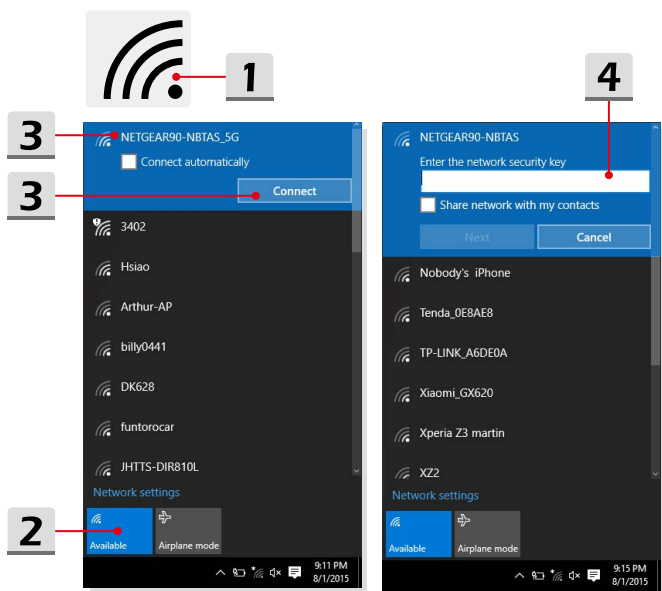 1
3
NETGEAR90-NBTAS_5G
Connect automatically
3
Connect
3402
Hsiao
Arthur-AP
billy0441
DK628
funtorocar
JHTTS-DIR810L
Network settings
2
Available
Airplane mode
9:11 PM
8/1/2015
4
NETGEAR90-NBTAS
Enter the network security key
Share network with my contacts
Next
Cancel
Nobody's iPhone
Tenda_0E8AE8
TP-LINK_A6DE0A
Xiaomi_GX620
Xperia Z3 martin
XZ2
Network settings
Available
Airplane mode
9:15 PM
8/1/2015